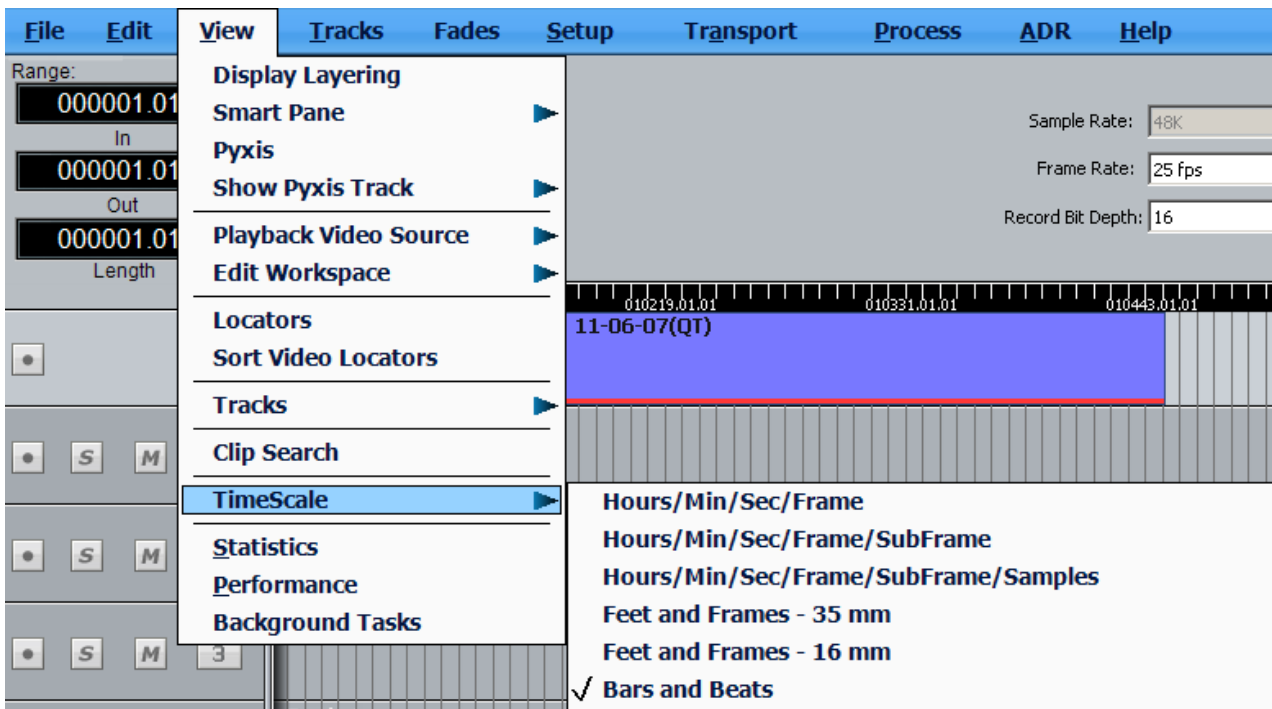 File Edit View Tracks Fades Setup Transport Process ADR Help
Range:
000001.01
In
000001.01
Out
000001.01
Length
Display Layering
Smart Pane
Pyxis
Show Pyxis Track
Playback Video Source
Edit Workspace
Locators
Sort Video Locators
Tracks
Clip Search
TimeScale
Statistics
Performance
Background Tasks
Sample Rate: 48K
Frame Rate: 25 fps
Record Bit Depth: 16
010219.01.01 010331.01.01 010443.01.01
11-06-07(QT)
S M
S M
S M 3
Hours/Min/Sec/Frame
Hours/Min/Sec/Frame/SubFrame
Hours/Min/Sec/Frame/SubFrame/Samples
Feet and Frames - 35 mm
Feet and Frames - 16 mm
Bars and Beats